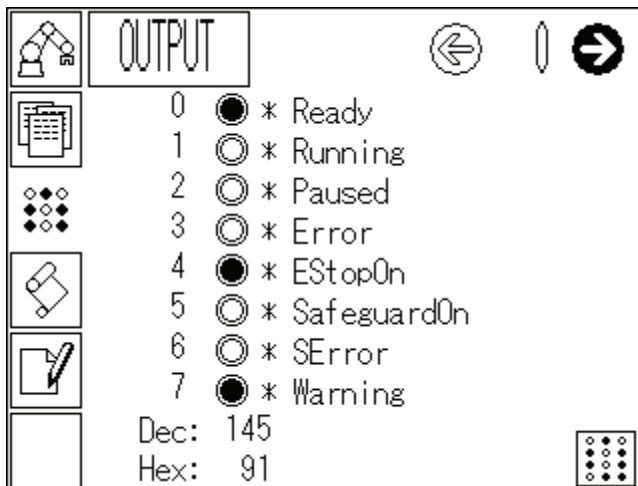 OUTPUT
0 * Ready
1 * Running
2 * Paused
3 * Error
4 * EStopOn
5 * SafeguardOn
6 * SError
7 * Warning
Dec: 145
Hex: 91